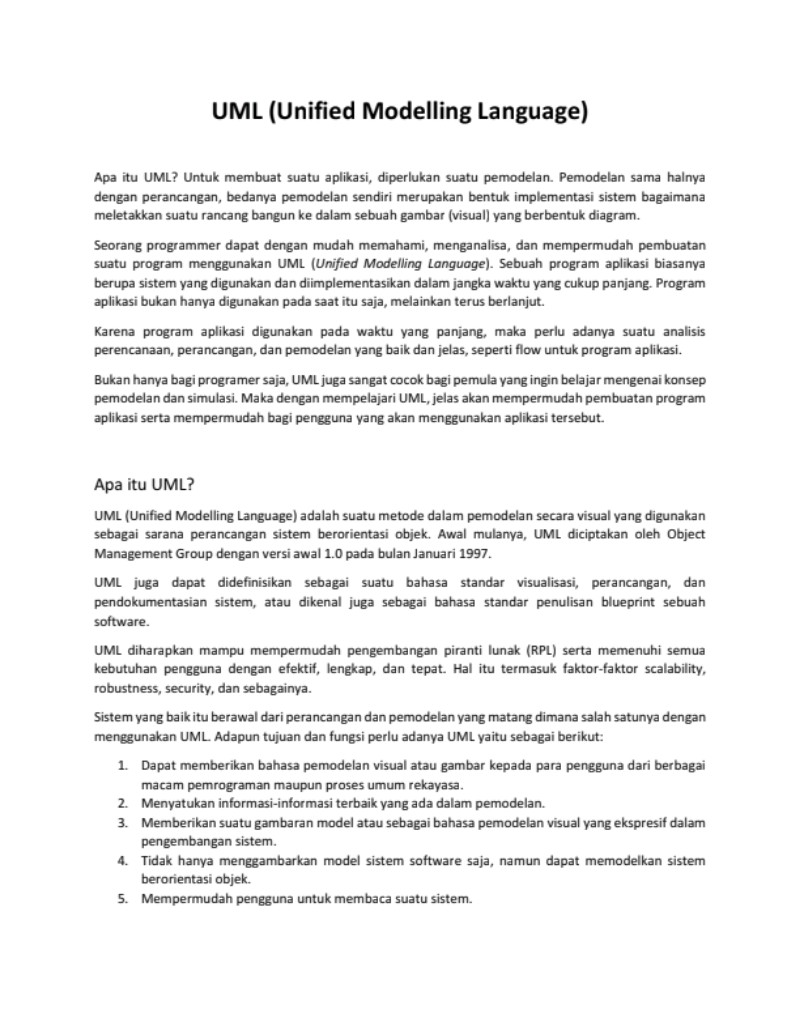 UML (Unified Modelling Language)
Apa itu UML? Untuk membuat suatu aplikasi, diperlukan suatu pemodelan. Pemodelan sama halnya
dengan perancangan, bedanya pemodelan sendiri merupakan bentuk implementasi sistem bagaimana
meletakkan suatu rancang bangun ke dalam sebuah gambar (visual) yang berbentuk diagram.
Seorang programmer dapat dengan mudah memahami, menganalisa, dan mempermudah pembuatan
suatu program menggunakan UML (Unified Modelling Language). Sebuah program aplikasi biasanya
berupa sistem yang digunakan dan diimplementasikan dalam jangka waktu yang cukup panjang. Program
aplikasi bukan hanya digunakan pada saat itu saja, melainkan terus berlanjut.
Karena program aplikasi digunakan pada waktu yang panjang, maka perlu adanya suatu analisis
perencanaan, perancangan, dan pemodelan yang baik dan jelas, seperti flow untuk program aplikasi.
Bukan hanya bagi programer saja, UML juga sangat cocok bagi pemula yang ingin belajar mengenai konsep
pemodelan dan simulasi. Maka dengan mempelajari UML, jelas akan mempermudah pembuatan program
aplikasi serta mempermudah bagi pengguna yang akan menggunakan aplikasi tersebut.
Apa itu UML?
UML (Unified Modelling Language) adalah suatu metode dalam pemodelan secara visual yang digunakan
sebagai sarana perancangan sistem berorientasi objek. Awal mulanya, UML diciptakan oleh Object
Management Group dengan versi awal 1.0 pada bulan Januari 1997.
UML juga dapat didefinisikan sebagai suatu bahasa standar visualisasi, perancangan, dan
pendokumentasian sistem, atau dikenal juga sebagai bahasa standar penulisan blueprint sebuah
software.
UML diharapkan mampu mempermudah pengembangan piranti lunak (RPL) serta memenuhi semua
kebutuhan pengguna dengan efektif, lengkap, dan tepat. Hal itu termasuk faktor-faktor scalability,
robustness, security, dan sebagainya.
Sistem yang baik itu berawal dari perancangan dan pemodelan yang matang dimana salah satunya dengan
menggunakan UML. Adapun tujuan dan fungsi perlu adanya UML yaitu sebagai berikut:
1. Dapat memberikan bahasa pemodelan visual atau gambar kepada para pengguna dari berbagai
macam pemrograman maupun proses umum rekayasa.
2. Menyatukan informasi-informasi terbaik yang ada dalam pemodelan.
3. Memberikan suatu gambaran model atau sebagai bahasa pemodelan visual yang ekspresif dalam
pengembangan sistem.
4. Tidak hanya menggambarkan model sistem software saja, namun dapat memodelkan sistem
berorientasi objek.
5. Mempermudah pengguna untuk membaca suatu sistem.